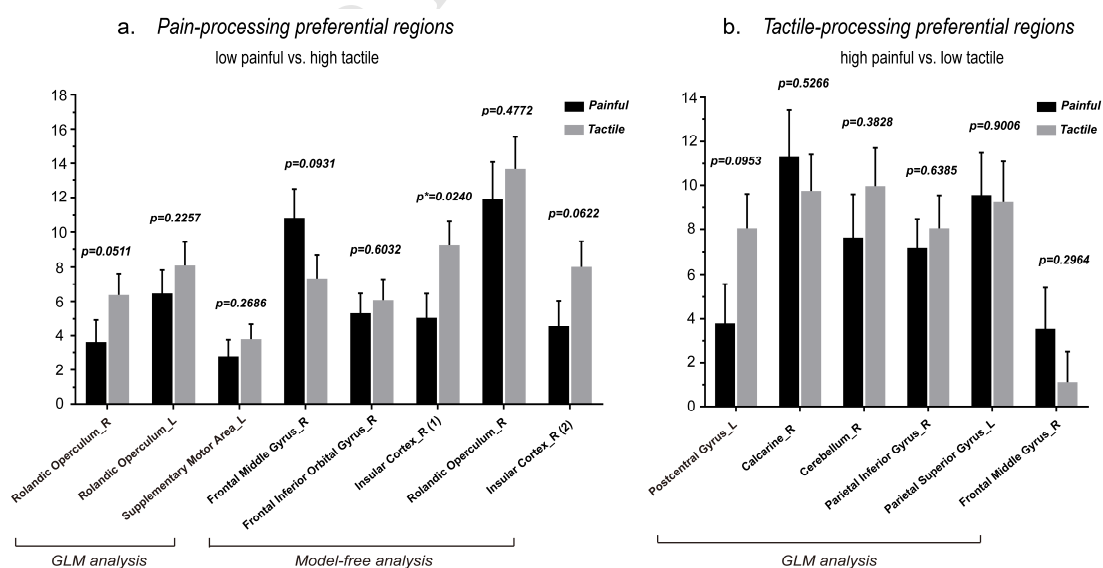 a. Pain-processing preferential regions
low painful vs. high tactile
18
16
14
12
10
8
6
4
2
0
Painful
Tactile
p=0.0511
p=0.2257
p=0.2686
p=0.0931
p=0.6032
p*=0.0240
p=0.4772
p=0.0622
Rolandic Operculum_R
Rolandic Operculum_L
Supplementary Motor Area_L
Frontal Middle Gyrus_R
Frontal Inferior Orbital Gyrus_R
Insular Cortex_R (1)
Rolandic Operculum_R
Insular Cortex_R (2)
GLM analysis
Model-free analysis
b. Tactile-processing preferential regions
high painful vs. low tactile
14
12
10
8
6
4
2
0
Painful
Tactile
p=0.0953
p=0.5266
p=0.3828
p=0.6385
p=0.9006
p=0.2964
Postcentral Gyrus_L
Calcarine_R
Cerebellum_R
Parietal Inferior Gyrus_R
Parietal Superior Gyrus_L
Frontal Middle Gyrus_R
GLM analysis